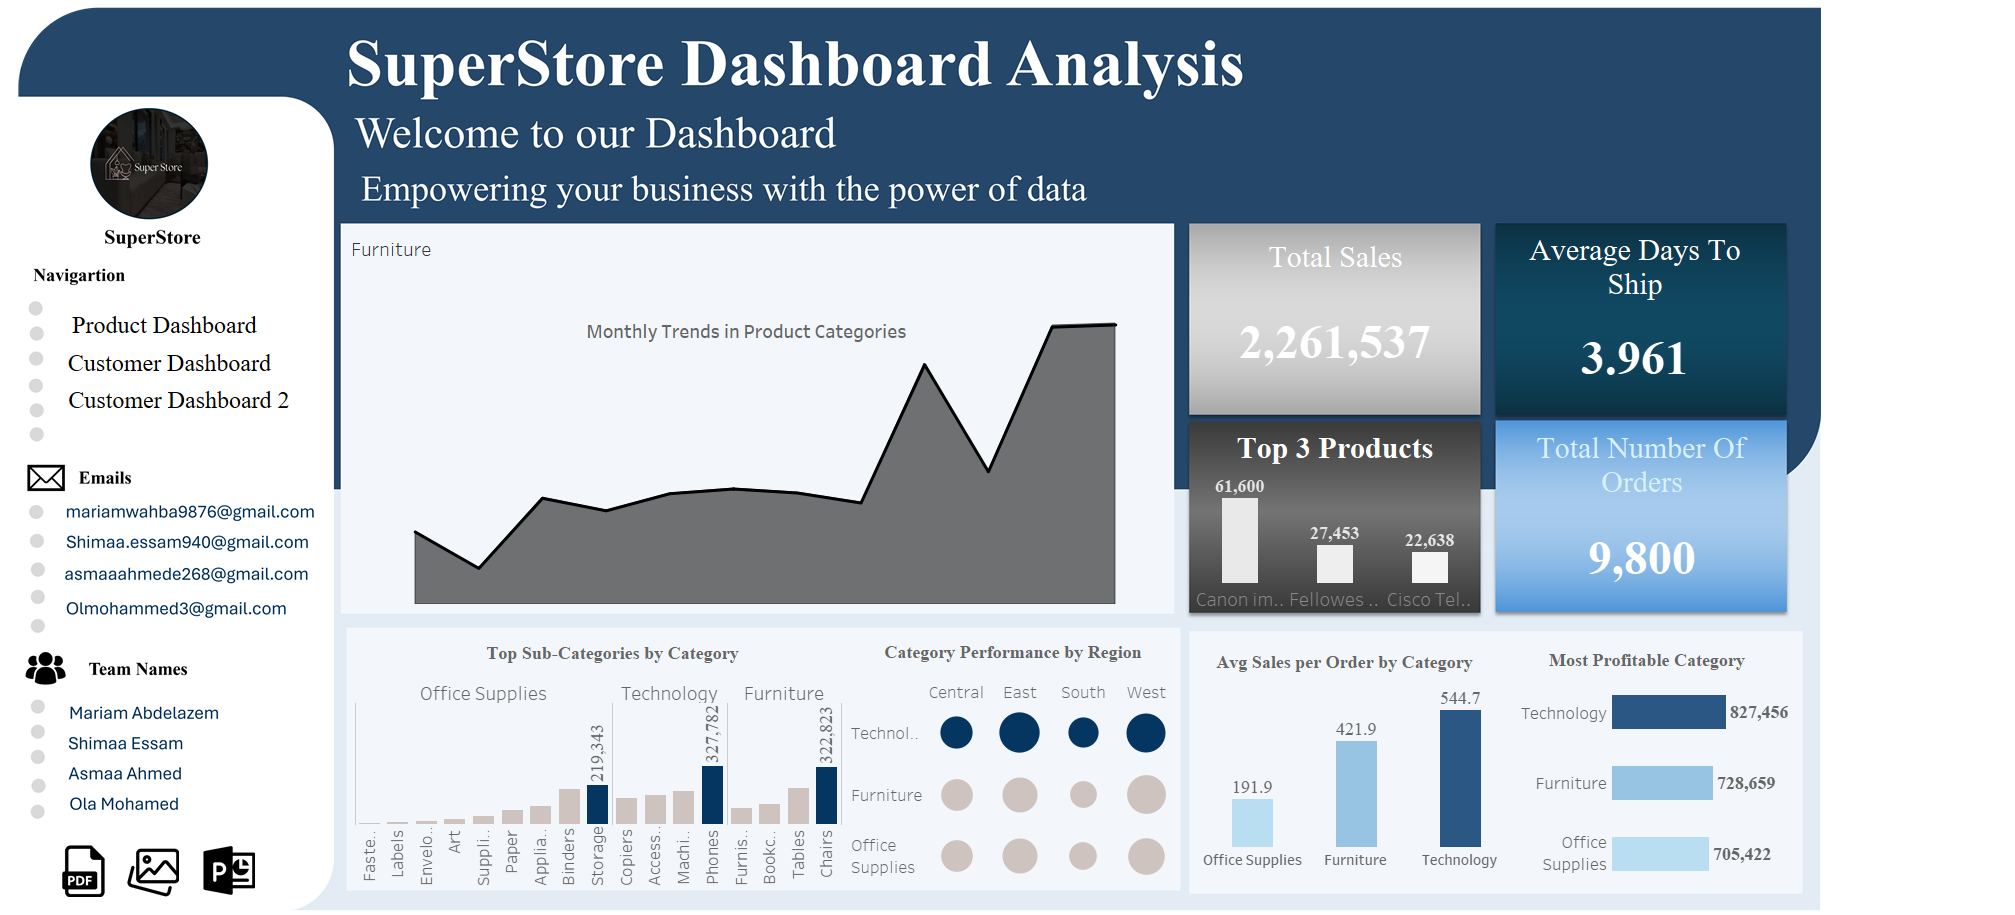 SuperStore Dashboard Analysis
Welcome to our Dashboard
Empowering your business with the power of data
Super Store
SuperStore
Navigartion
Product Dashboard
Customer Dashboard
Customer Dashboard 2
Emails
mariamwahba9876@gmail.com
Shimaa.essam940@gmail.com
asmaaahmede268@gmail.com
Olmohammed3@gmail.com
Team Names
Mariam Abdelazem
Shimaa Essam
Asmaa Ahmed
Ola Mohamed
PDF
P
Furniture
Monthly Trends in Product Categories
Total Sales
2,261,537
Average Days To
Ship
3.961
Top 3 Products
61,600
27,453
22,638
Canon im.. Fellowes .. Cisco Tel..
Total Number Of
Orders
9,800
Top Sub-Categories by Category
Office Supplies Technology Furniture
219,343
327,782
322,823
Faste..
Labels
Envelo..
Art
Suppli..
Paper
Applia..
Binders
Storage
Copiers
Access..
Machi..
Phones
Furnis..
Bookc..
Tables
Chairs
Category Performance by Region
Central East South West
Technol..
Furniture
Office
Supplies
Avg Sales per Order by Category
191.9
421.9
544.7
Office Supplies Furniture Technology
Most Profitable Category
Technology 827,456
Furniture 728,659
Office
Supplies 705,422